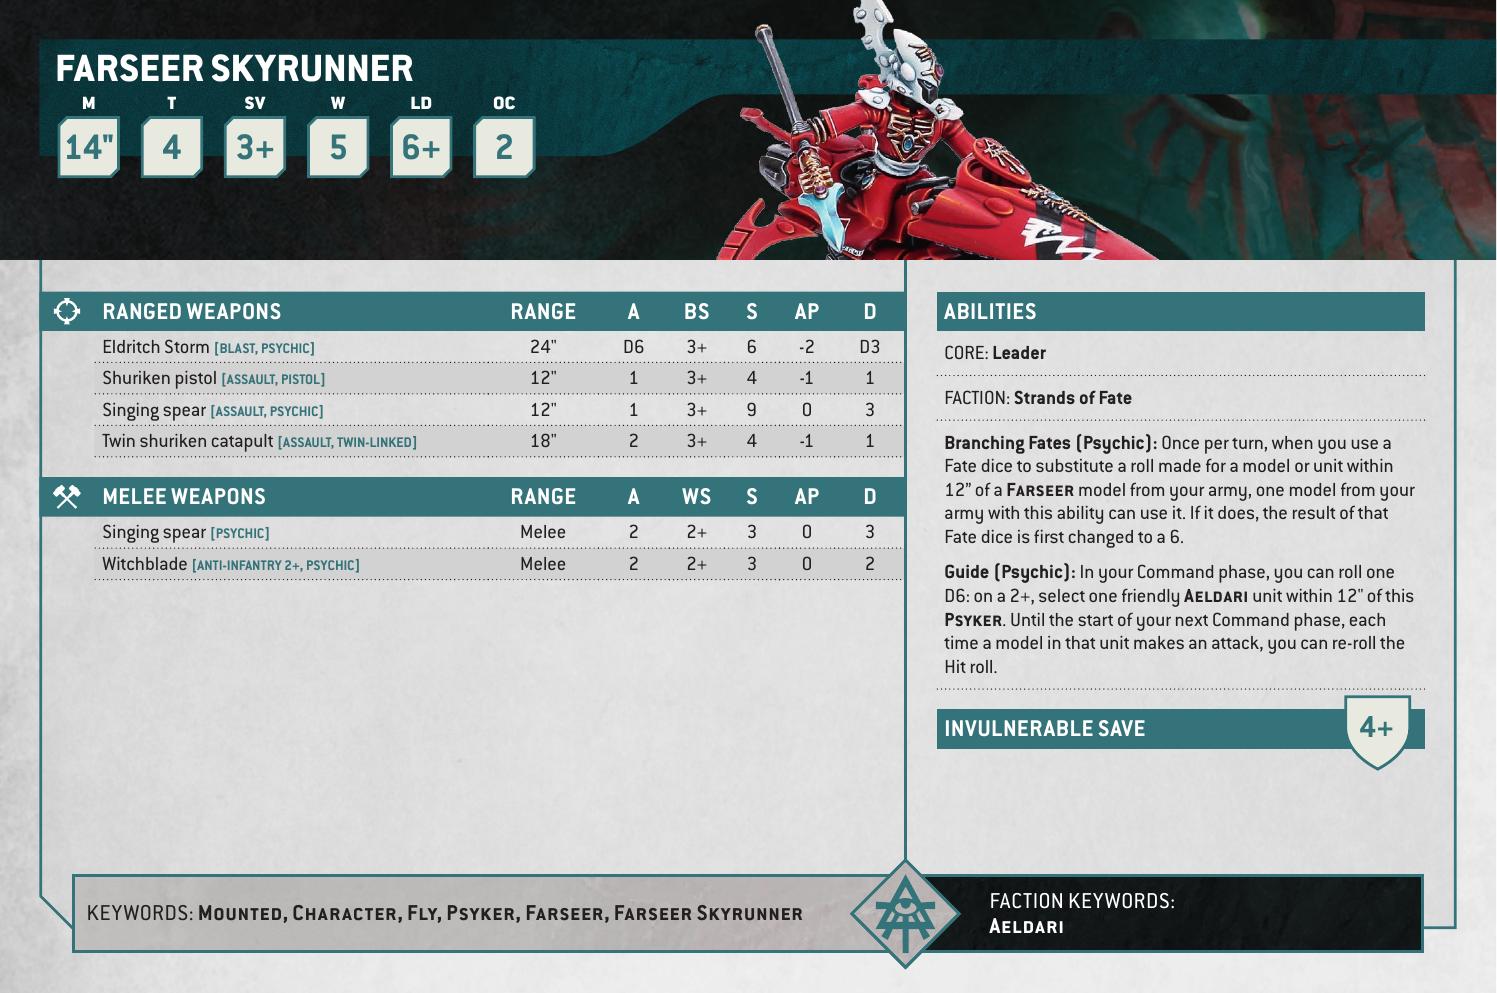 FARSEER SKYRUNNER
M T SV W LD OC
14" 4 3+ 5 6+ 2
RANGED WEAPONS RANGE A BS S AP D
Eldritch Storm [BLAST, PSYCHIC] 24" D6 3+ 6 -2 D3
Shuriken pistol [ASSAULT, PISTOL] 12" 1 3+ 4 -1 1
Singing spear [ASSAULT, PSYCHIC] 12" 1 3+ 9 0 3
Twin shuriken catapult [ASSAULT, TWIN-LINKED] 18" 2 3+ 4 -1 1
MELEE WEAPONS RANGE A WS S AP D
Singing spear [PSYCHIC] Melee 2 2+ 3 0 3
Witchblade [ANTI-INFANTRY 2+, PSYCHIC] Melee 2 2+ 3 0 2
ABILITIES
CORE: Leader
FACTION: Strands of Fate
Branching Fates (Psychic): Once per turn, when you use a
Fate dice to substitute a roll made for a model or unit within
12” of a FARSEER model from your army, one model from your
army with this ability can use it. If it does, the result of that
Fate dice is first changed to a 6.
Guide (Psychic): In your Command phase, you can roll one
D6: on a 2+, select one friendly AELDARI unit within 12" of this
PSYKER. Until the start of your next Command phase, each
time a model in that unit makes an attack, you can re-roll the
Hit roll.
INVULNERABLE SAVE 4+
KEYWORDS: MOUNTED, CHARACTER, FLY, PSYKER, FARSEER, FARSEER SKYRUNNER
FACTION KEYWORDS:
AELDARI